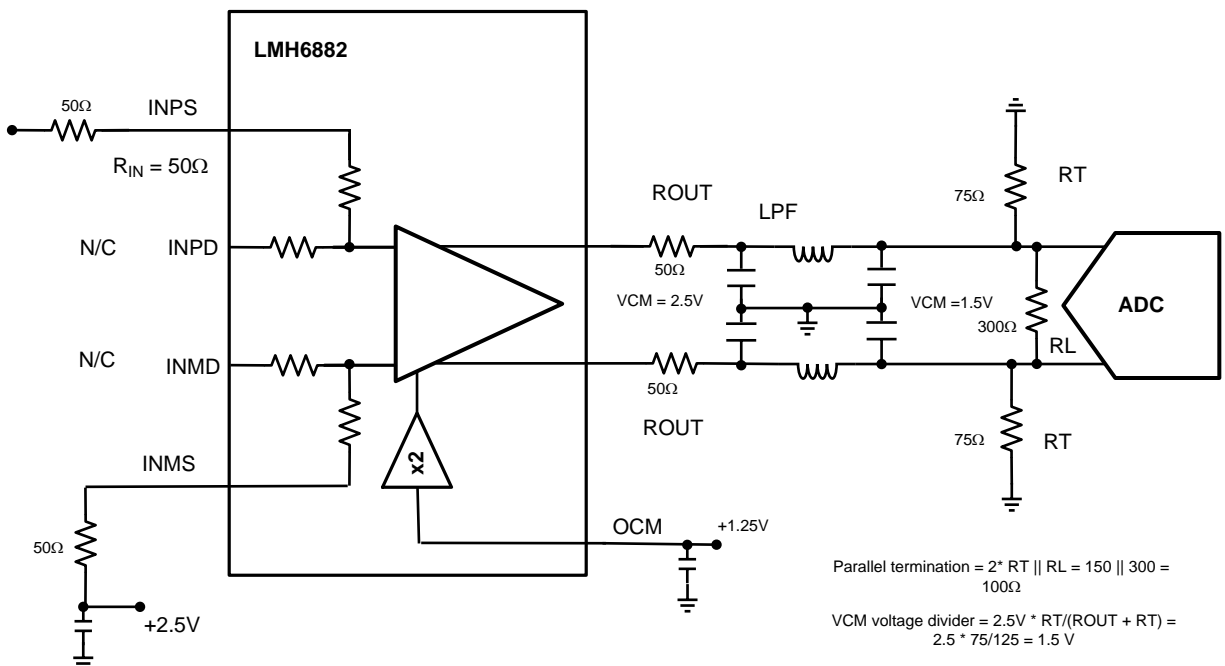 LMH6882
50Ω
INPS
RIN = 50Ω
N/C
INPD
N/C
INMD
INMS
50Ω
+2.5V
x2
OCM
+1.25V
ROUT
50Ω
LPF
VCM = 2.5V
VCM =1.5V
50Ω
ROUT
75Ω
RT
300Ω
RL
ADC
75Ω
RT
Parallel termination = 2* RT || RL = 150 || 300 =
100Ω
VCM voltage divider = 2.5V * RT/(ROUT + RT) =
2.5 * 75/125 = 1.5 V